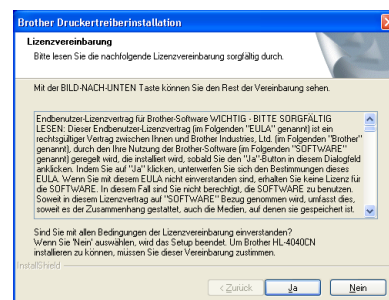 Brother Druckertreiberinstallation
Lizenzvereinbarung
Bitte lesen Sie die nachfolgende Lizenzvereinbarung sorgfältig durch.
Mit der BILD-NACH-UNTEN Taste können Sie den Rest der Vereinbarung sehen.
Endbenutzer-Lizenzvertrag für Brother-Software WICHTIG - BITTE SORGFÄLTIG
LESEN: Dieser Endbenutzer-Lizenzvertrag (im Folgenden "EULA" genannt) ist ein
rechtsgültiger Vertrag zwischen Ihnen und Brother Industries, Ltd. (im Folgenden "Brother"
genannt), durch den Ihre Nutzung der Brother-Software (im Folgenden "SOFTWARE"
genannt) geregelt wird, die installiert wird, sobald Sie den "Ja"-Button in diesem Dialogfeld
anklicken. Indem Sie auf "Ja" klicken, unterwerfen Sie sich den Bestimmungen dieses
EULA. Wenn Sie mit diesem EULA nicht einverstanden sind, erhalten Sie keine Lizenz für
die SOFTWARE. In diesem Fall sind Sie nicht berechtigt, die SOFTWARE zu benutzen.
Soweit in diesem Lizenzvertrag auf "SOFTWARE" Bezug genommen wird, umfasst dies,
soweit es der Zusammenhang gestattet, auch die Medien, auf denen sie gespeichert ist.
Sind Sie mit allen Bedingungen der Lizenzvereinbarung einverstanden?
Wenn Sie 'Nein' auswählen, wird das Setup beendet. Um Brother HL-4040CN
installieren zu können, müssen Sie dieser Vereinbarung zustimmen.
InstallShield
< Zurück
Ja
Nein